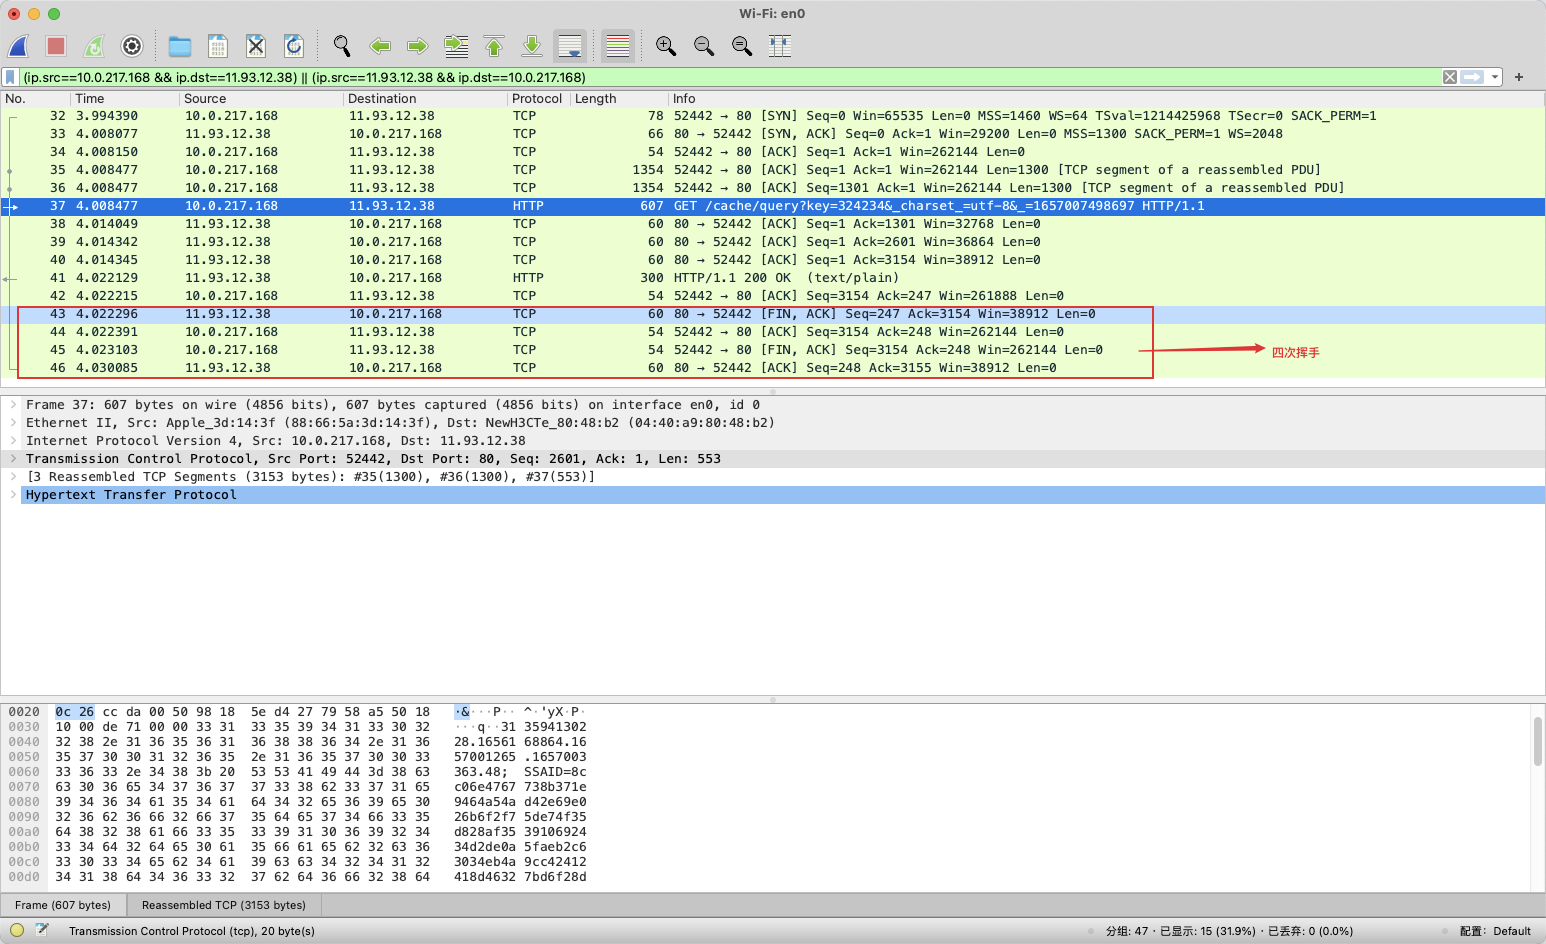 Wi-Fi: en0
(ip.src==10.0.217.168 && ip.dst==11.93.12.38) || (ip.src==11.93.12.38 && ip.dst==10.0.217.168)
No. Time Source Destination Protocol Length Info
32 3.994390 10.0.217.168 11.93.12.38 TCP 78 52442 → 80 [SYN] Seq=0 Win=65535 Len=0 MSS=1460 WS=64 TSval=1214425968 TSecr=0 SACK_PERM=1
33 4.008077 11.93.12.38 10.0.217.168 TCP 66 80 → 52442 [SYN, ACK] Seq=0 Ack=1 Win=29200 Len=0 MSS=1300 SACK_PERM=1 WS=2048
34 4.008150 10.0.217.168 11.93.12.38 TCP 54 52442 → 80 [ACK] Seq=1 Ack=1 Win=262144 Len=0
35 4.008477 10.0.217.168 11.93.12.38 TCP 1354 52442 → 80 [ACK] Seq=1 Ack=1 Win=262144 Len=1300 [TCP segment of a reassembled PDU]
36 4.008477 10.0.217.168 11.93.12.38 TCP 1354 52442 → 80 [ACK] Seq=1301 Ack=1 Win=262144 Len=1300 [TCP segment of a reassembled PDU]
37 4.008477 10.0.217.168 11.93.12.38 HTTP 607 GET /cache/query?key=324234&_charset_=utf-8&_=1657007498697 HTTP/1.1
38 4.014049 11.93.12.38 10.0.217.168 TCP 60 80 → 52442 [ACK] Seq=1 Ack=1301 Win=32768 Len=0
39 4.014342 11.93.12.38 10.0.217.168 TCP 60 80 → 52442 [ACK] Seq=1 Ack=2601 Win=36864 Len=0
40 4.014345 11.93.12.38 10.0.217.168 TCP 60 80 → 52442 [ACK] Seq=1 Ack=3154 Win=38912 Len=0
41 4.022129 11.93.12.38 10.0.217.168 HTTP 300 HTTP/1.1 200 OK (text/plain)
42 4.022215 10.0.217.168 11.93.12.38 TCP 54 52442 → 80 [ACK] Seq=3154 Ack=247 Win=261888 Len=0
43 4.022296 11.93.12.38 10.0.217.168 TCP 60 80 → 52442 [FIN, ACK] Seq=247 Ack=3154 Win=38912 Len=0
44 4.022391 10.0.217.168 11.93.12.38 TCP 54 52442 → 80 [ACK] Seq=3154 Ack=248 Win=262144 Len=0
45 4.023103 10.0.217.168 11.93.12.38 TCP 54 52442 → 80 [FIN, ACK] Seq=3154 Ack=248 Win=262144 Len=0
四次挥手
46 4.030085 11.93.12.38 10.0.217.168 TCP 60 80 → 52442 [ACK] Seq=248 Ack=3155 Win=38912 Len=0
Frame 37: 607 bytes on wire (4856 bits), 607 bytes captured (4856 bits) on interface en0, id 0
Ethernet II, Src: Apple_3d:14:3f (88:66:5a:3d:14:3f), Dst: NewH3CTe_80:48:b2 (04:40:a9:80:48:b2)
Internet Protocol Version 4, Src: 10.0.217.168, Dst: 11.93.12.38
Transmission Control Protocol, Src Port: 52442, Dst Port: 80, Seq: 2601, Ack: 1, Len: 553
[3 Reassembled TCP Segments (3153 bytes): #35(1300), #36(1300), #37(553)]
Hypertext Transfer Protocol
0020 0c 26 cc da 00 50 98 18 5e d4 27 79 58 a5 50 18 ·&···P·· ^·'yX·P·
0030 10 00 de 71 00 00 33 31 33 35 39 34 31 33 30 32 ···q··31 35941302
0040 32 38 2e 31 36 35 36 31 36 38 38 36 34 2e 31 36 28.16561 68864.16
0050 35 37 30 30 31 32 36 35 2e 31 36 35 37 30 30 33 57001265 .1657003
0060 33 36 33 2e 34 38 3b 20 53 53 41 49 44 3d 38 63 363.48; SSAID=8c
0070 63 30 36 65 34 37 36 37 37 33 38 62 33 37 31 65 c06e4767 738b371e
0080 39 34 36 34 61 35 34 61 64 34 32 65 36 39 65 30 9464a54a d42e69e0
0090 32 36 62 36 66 32 66 37 35 64 65 37 34 66 33 35 26b6f2f7 5de74f35
00a0 64 38 32 38 61 66 33 35 33 39 31 30 36 39 32 34 d828af35 39106924
00b0 33 34 64 32 64 65 30 61 35 66 61 65 62 32 63 36 34d2de0a 5faeb2c6
00c0 33 30 33 34 65 62 34 61 39 63 63 34 32 34 31 32 3034eb4a 9cc42412
00d0 34 31 38 64 34 36 33 32 37 62 64 36 66 32 38 64 418d4632 7bd6f28d
Frame (607 bytes) Reassembled TCP (3153 bytes)
Transmission Control Protocol (tcp), 20 byte(s) 分组: 47 · 已显示: 15 (31.9%) · 已丢弃: 0 (0.0%) 配置: Default